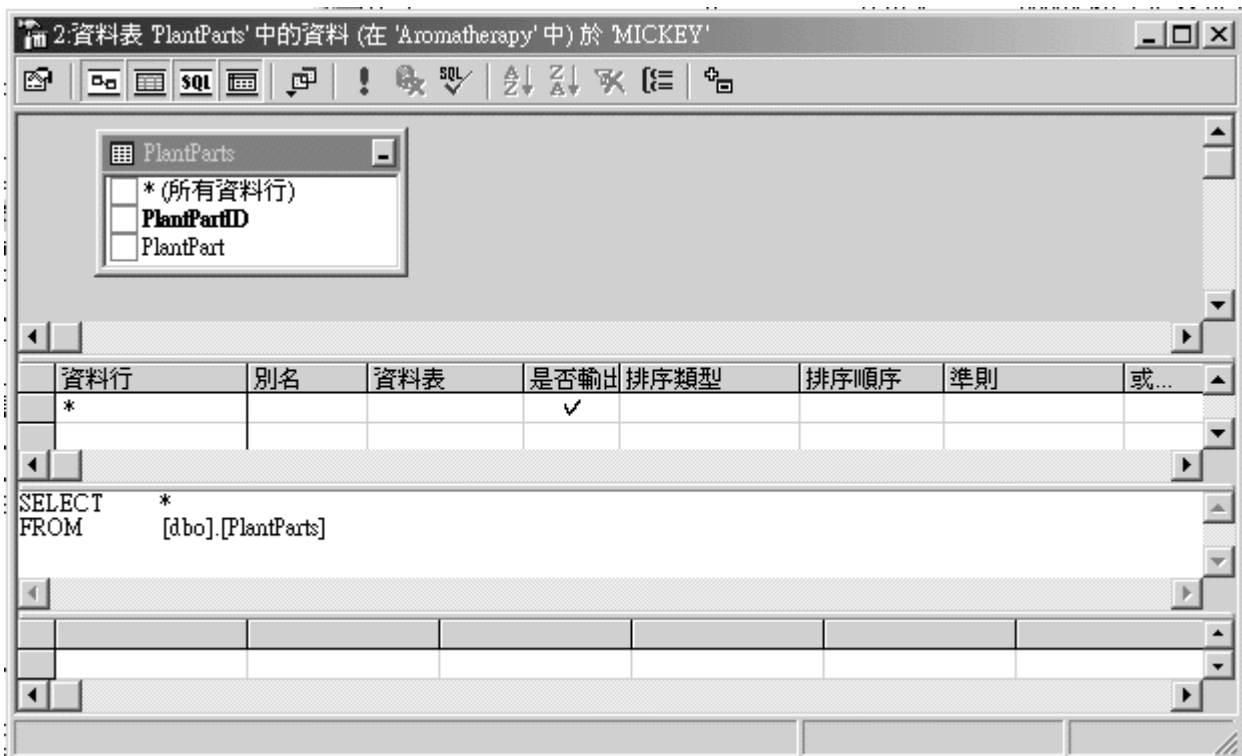 2:資料表 'PlantParts' 中的資料 (在 'Aromatherapy' 中) 於 'MICKEY'
SQL SQL A Z Z A
PlantParts
* (所有資料行)
PlantPartID
PlantPart
資料行 別名 資料表 是否輸出 排序類型 排序順序 準則 或...
*
SELECT *
FROM [dbo].[PlantParts]